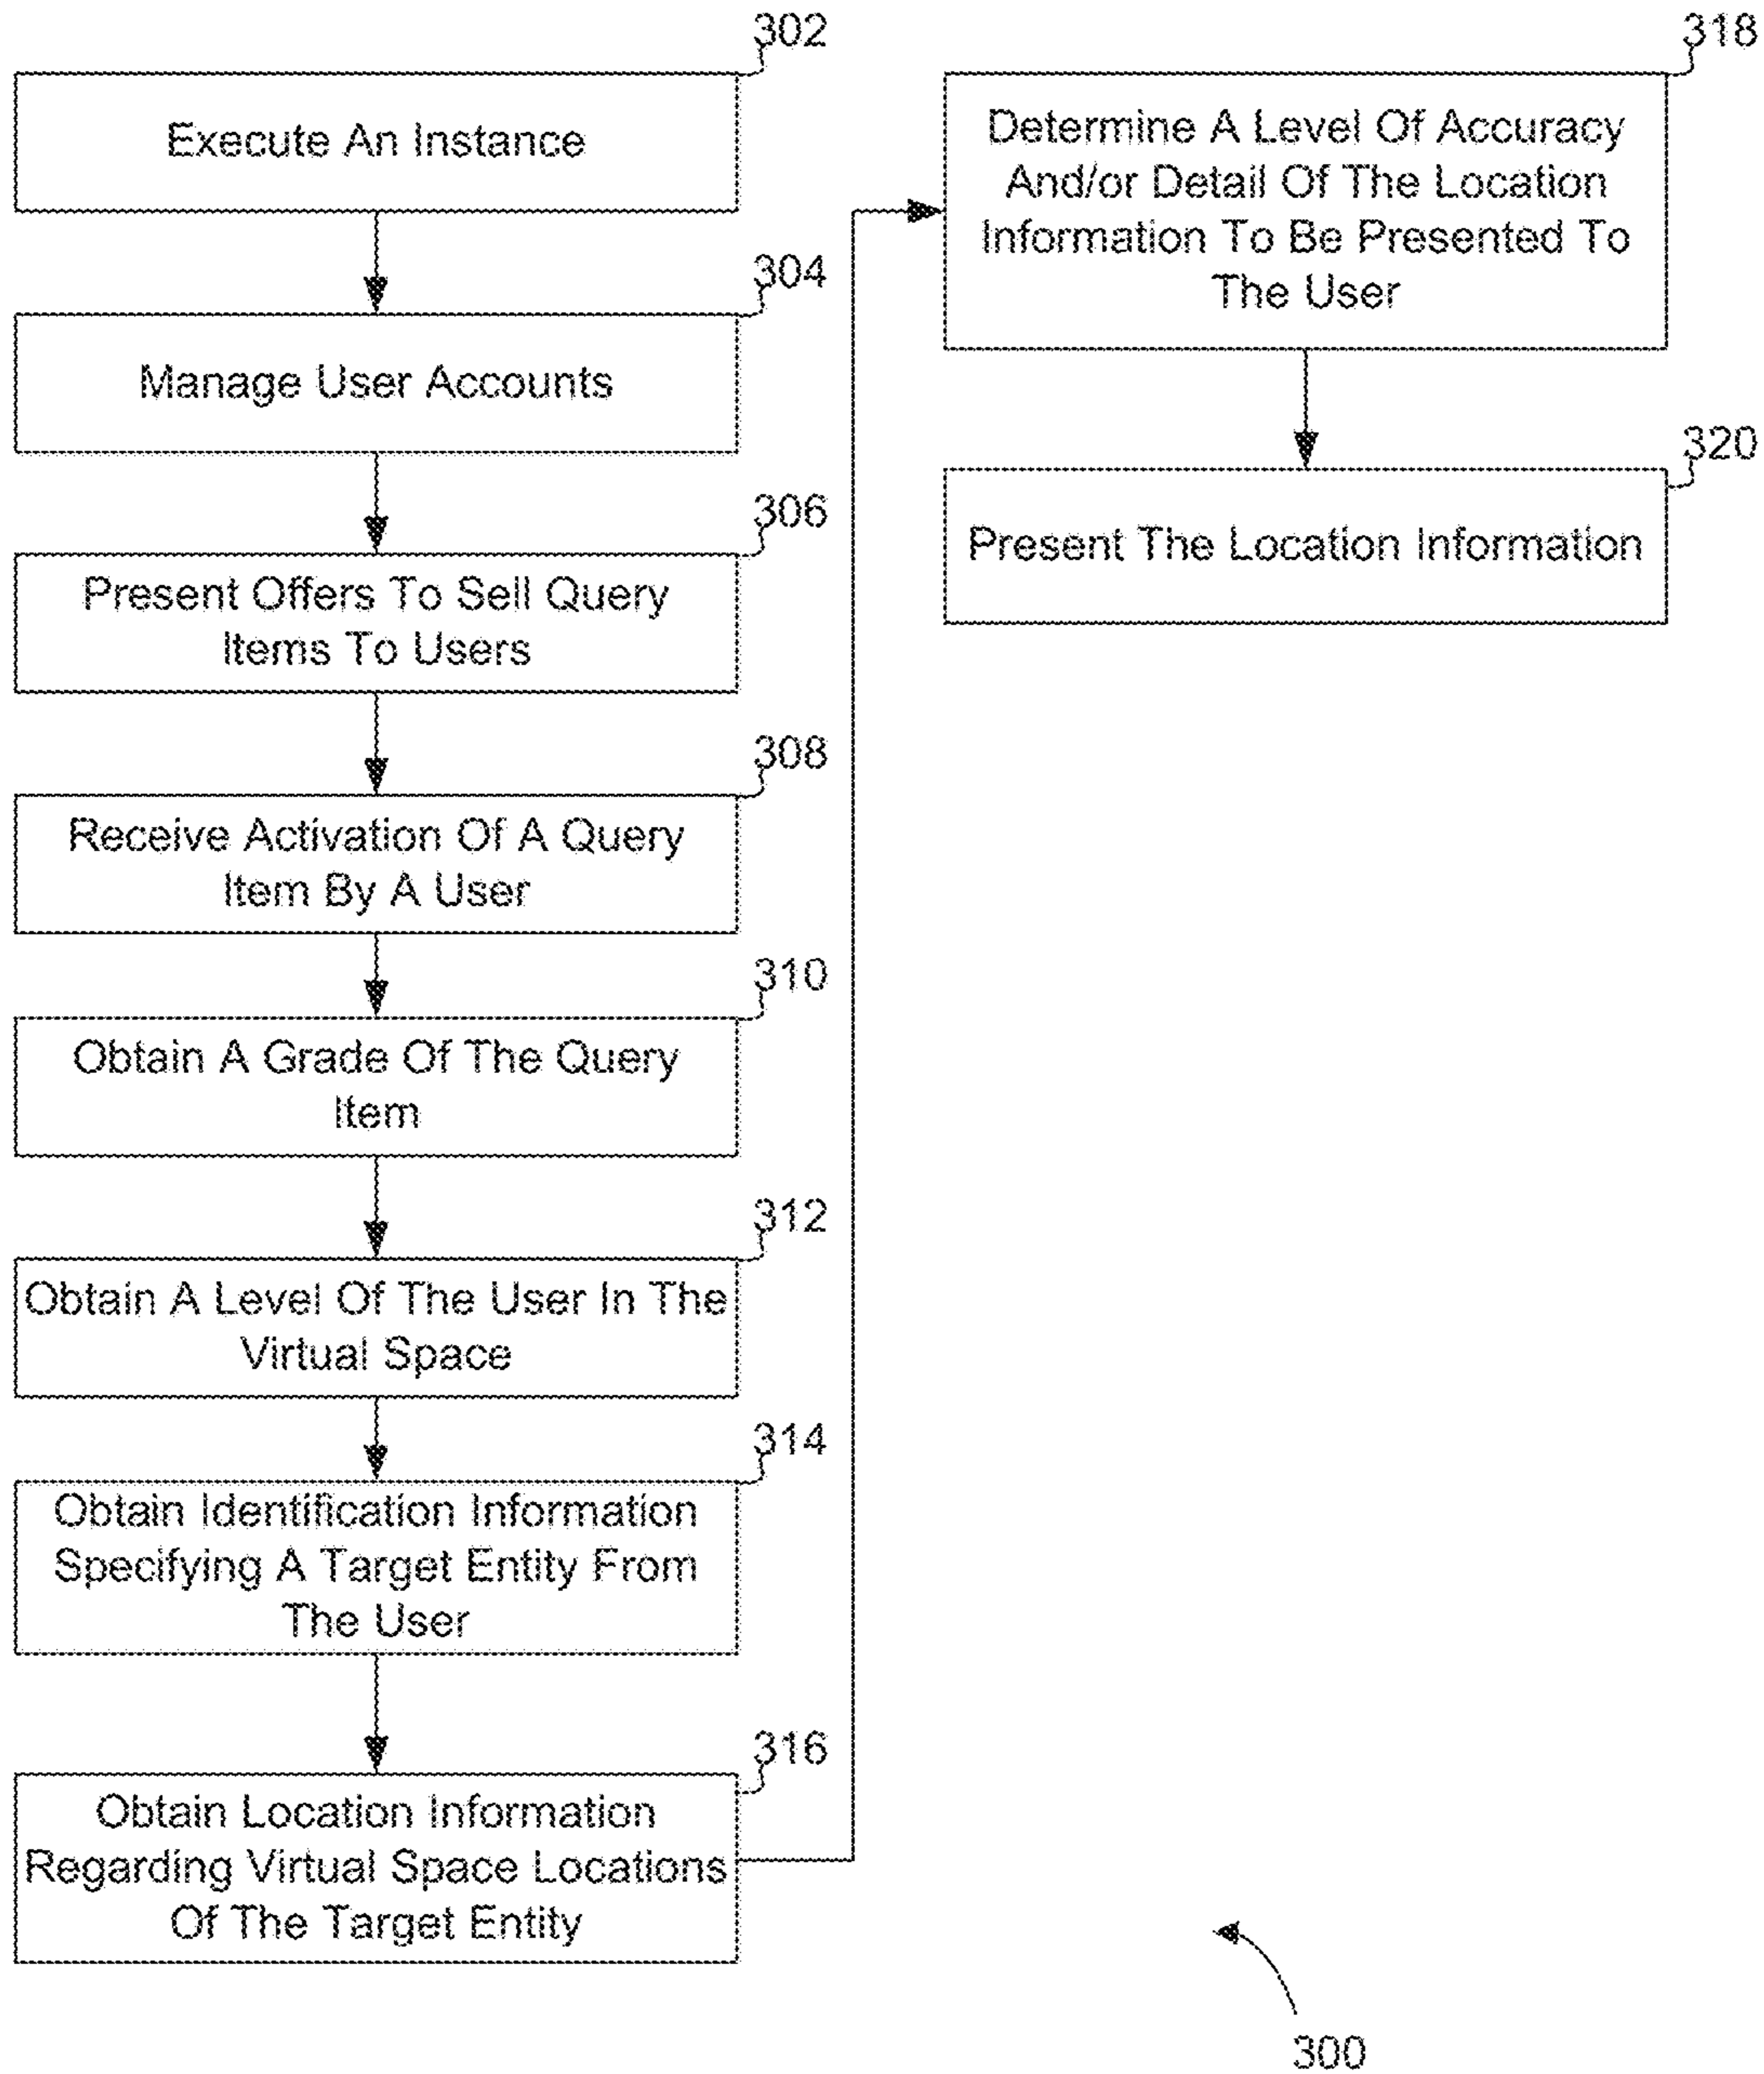 302
Execute An Instance
304
Manage User Accounts
306
Present Offers To Sell Query
Items To Users
308
Receive Activation Of A Query
Item By A User
310
Obtain A Grade Of The Query
Item
312
Obtain A Level Of The User In The
Virtual Space
314
Obtain Identification Information
Specifying A Target Entity From
The User
316
Obtain Location Information
Regarding Virtual Space Locations
Of The Target Entity
318
Determine A Level Of Accuracy
And/or Detail Of The Location
Information To Be Presented To
The User
320
Present The Location Information
300